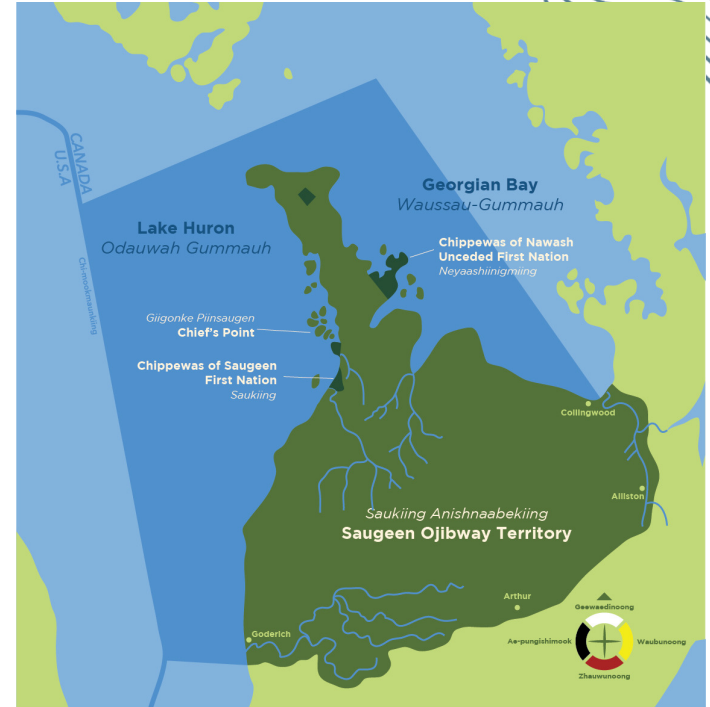 CANADA
U.S.A
Chi-mookmaunkiing
Georgian Bay
Waussau-Gummauh
Lake Huron
Odauwah Gummauh
Chippewas of Nawash
Unceded First Nation
Neyaashiinigmiing
Giigonke Piinsaugen
Chief's Point
Chippewas of Saugeen
First Nation
Saukiing
Collingwood
Alliston
Saukiing Anishnaabekiing
Saugeen Ojibway Territory
Arthur
Goderich
Geewaedinoong
Ae-pungishimook
Waubunoong
Zhauwunoong